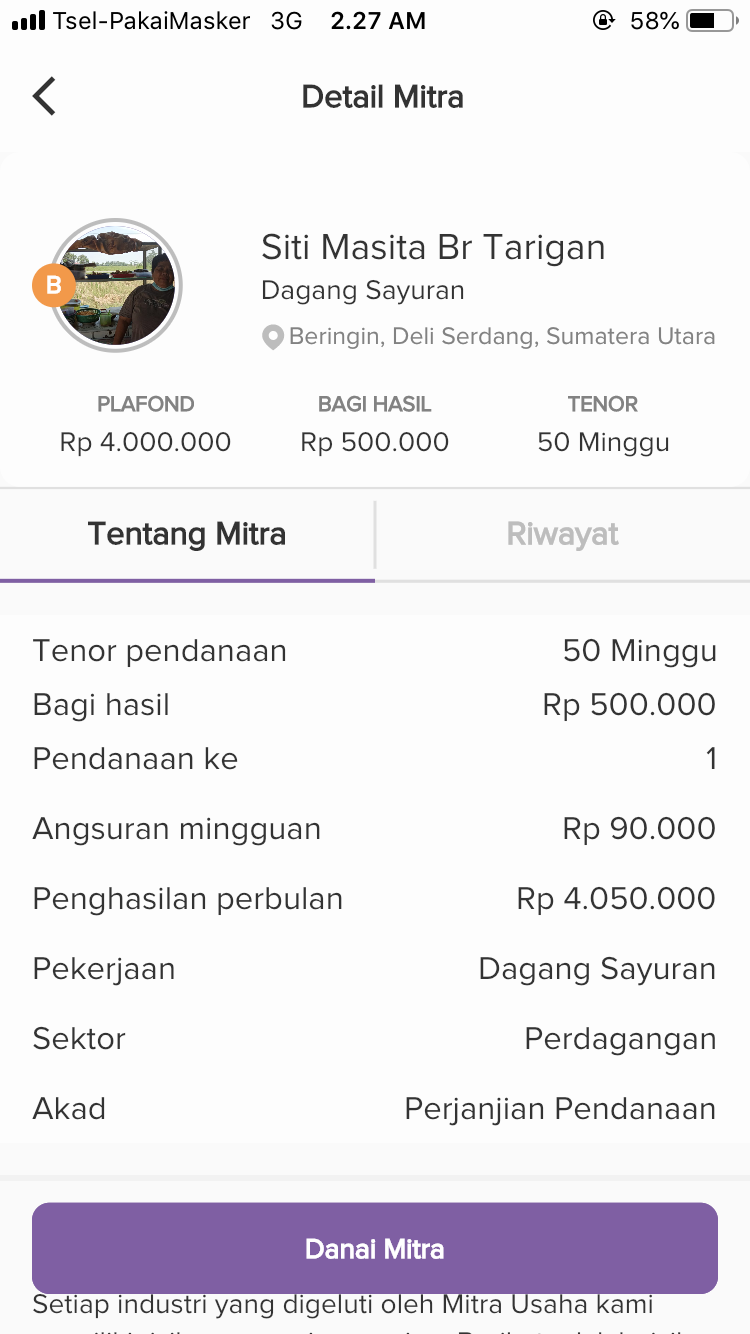 Tsel-PakaiMasker 3G 2.27 AM 58%
Detail Mitra
B
Siti Masita Br Tarigan
Dagang Sayuran
Beringin, Deli Serdang, Sumatera Utara
PLAFOND BAGI HASIL TENOR
Rp 4.000.000 Rp 500.000 50 Minggu
Tentang Mitra Riwayat
Tenor pendanaan 50 Minggu
Bagi hasil Rp 500.000
Pendanaan ke 1
Angsuran mingguan Rp 90.000
Penghasilan perbulan Rp 4.050.000
Pekerjaan Dagang Sayuran
Sektor Perdagangan
Akad Perjanjian Pendanaan
Danai Mitra
Setiap industri yang digeluti oleh Mitra Usaha kami